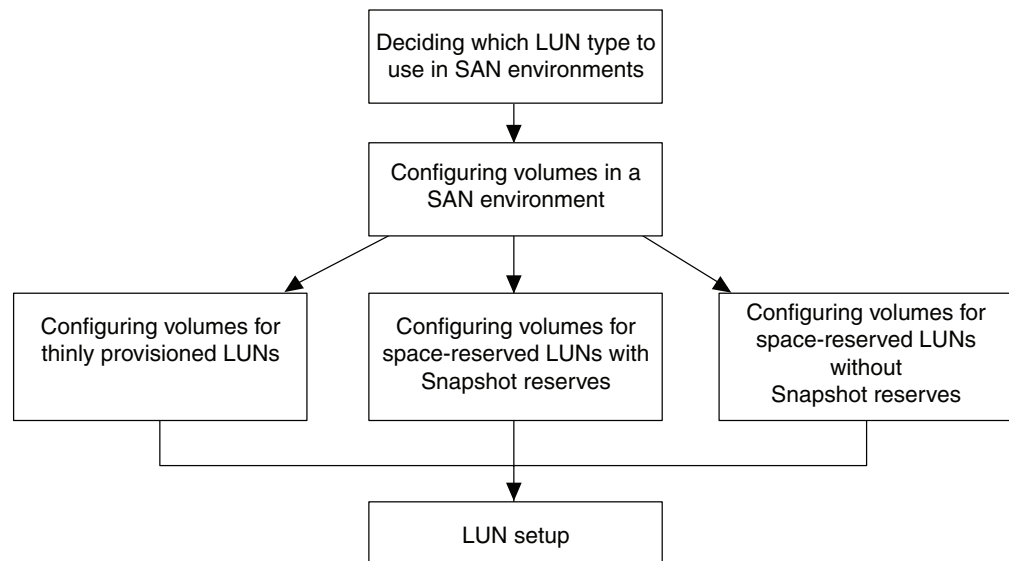 Deciding which LUN type to
use in SAN environments
Configuring volumes in a
SAN environment
Configuring volumes for
thinly provisioned LUNs
Configuring volumes for
space-reserved LUNs with
Snapshot reserves
Configuring volumes for
space-reserved LUNs
without
Snapshot reserves
LUN setup